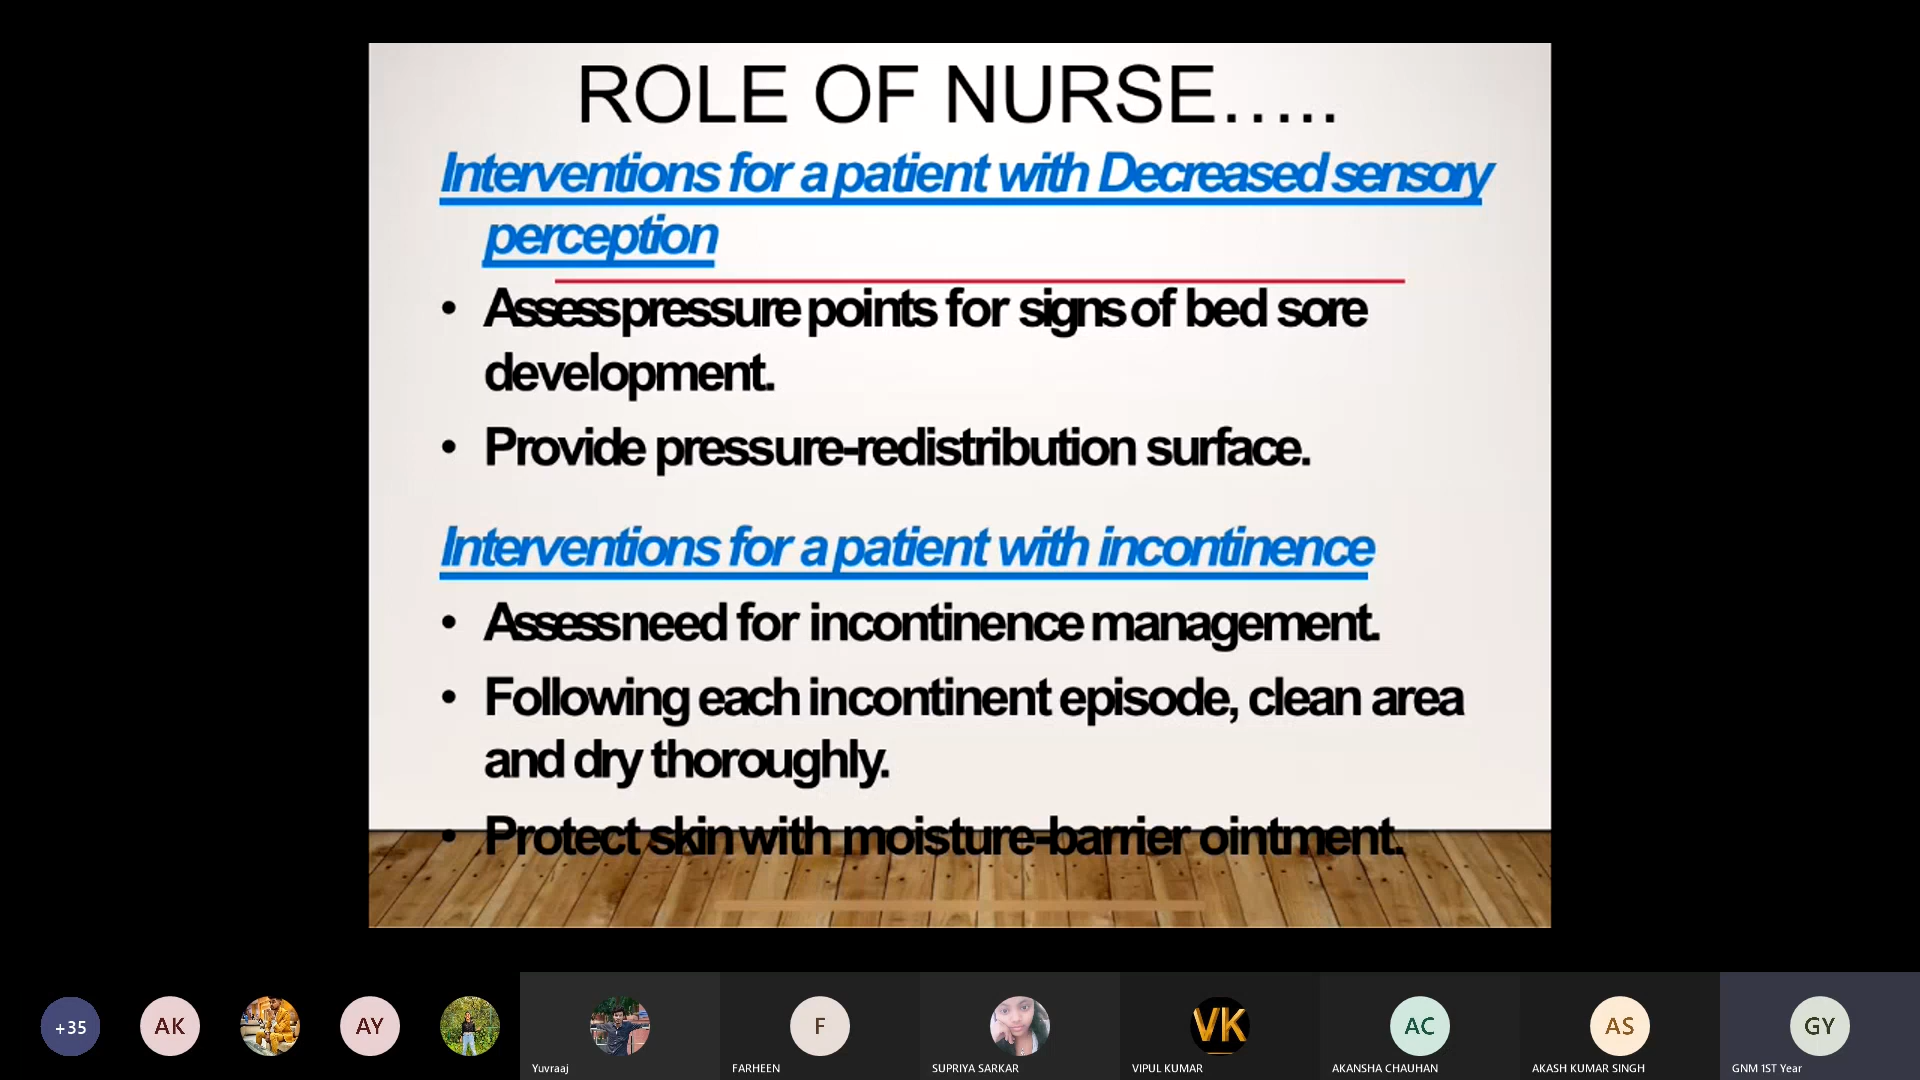 ROLE OF NURSE.....
Interventions for a patient with Decreased sensory
perception
• Assess pressure points for signs of bed sore
development.
• Provide pressure-redistribution surface.
Interventions for a patient with incontinence
• Assess need for incontinence management.
• Following each incontinent episode, clean area
and dry thoroughly.
• Protect skin with moisture-barrier ointment.
+35
AK
AY
F
VK
AC
AS
GY
Yuvraaj
FARHEEN
SUPRIYA SARKAR
VIPUL KUMAR
AKANSHA CHAUHAN
AKASH KUMAR SINGH
GNM 1ST Year